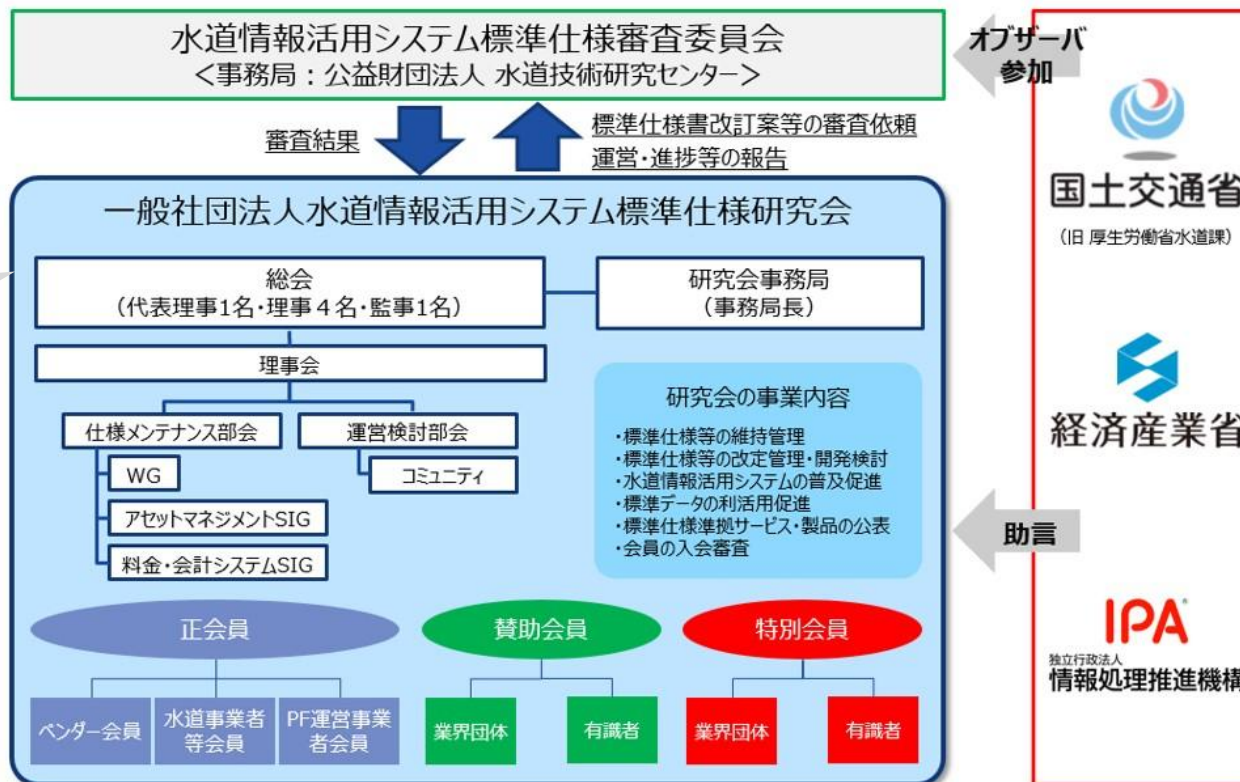 水道情報活用システム標準仕様審査委員会
<事務局：公益財団法人 水道技術研究センター>
オブザーバ
参加
審査結果
標準仕様書改訂案等の審査依頼
運営・進捗等の報告
国土交通省
（旧 厚生労働省水道課）
一般社団法人水道情報活用システム標準仕様研究会
総会
（代表理事1名・理事４名・監事1名）
研究会事務局
（事務局長）
理事会
仕様メンテナンス部会
運営検討部会
WG
コミュニティ
アセットマネジメントSIG
料金・会計システムSIG
研究会の事業内容
・標準仕様等の維持管理
・標準仕様等の改定管理・開発検討
・水道情報活用システムの普及促進
・標準データの利活用促進
・標準仕様準拠サービス・製品の公表
・会員の入会審査
経済産業省
助言
IPA
独立行政法人
情報処理推進機構
正会員
賛助会員
特別会員
ベンダー会員
水道事業者
等会員
PF運営事業
者会員
業界団体
有識者
業界団体
有識者